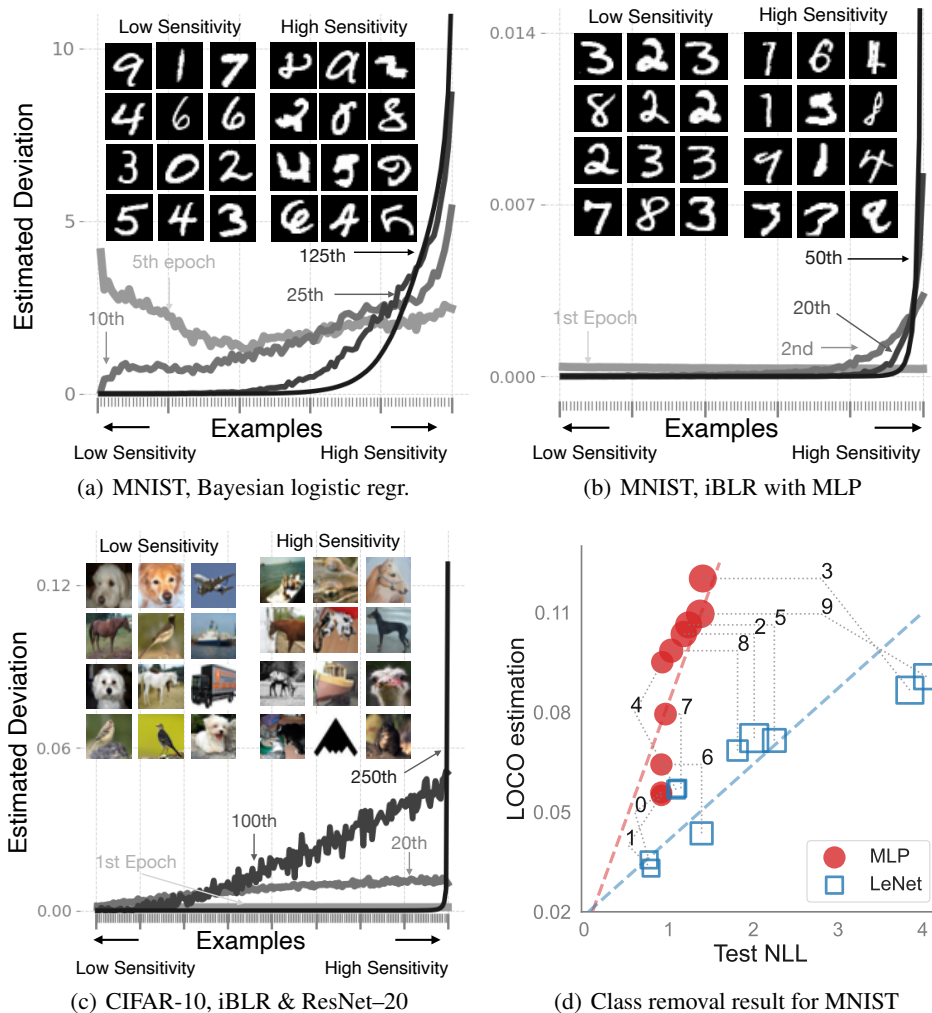 Low Sensitivity High Sensitivity
10
5
0
Estimated Deviation
5th epoch
10th
25th
125th
Examples
Low Sensitivity High Sensitivity
(a) MNIST, Bayesian logistic regr.
Low Sensitivity High Sensitivity
0.014
0.007
0.000
1st Epoch
50th
20th
2nd
Examples
Low Sensitivity High Sensitivity
(b) MNIST, iBLR with MLP
Low Sensitivity High Sensitivity
0.12
0.06
0.00
Estimated Deviation
250th
100th
1st Epoch
20th
Examples
Low Sensitivity High Sensitivity
(c) CIFAR-10, iBLR & ResNet–20
0.11
0.08
0.05
0.02
LOCO estimation
3
9
5
2
8
4
7
6
0
1
MLP
LeNet
0 1 2 3 4
Test NLL
(d) Class removal result for MNIST